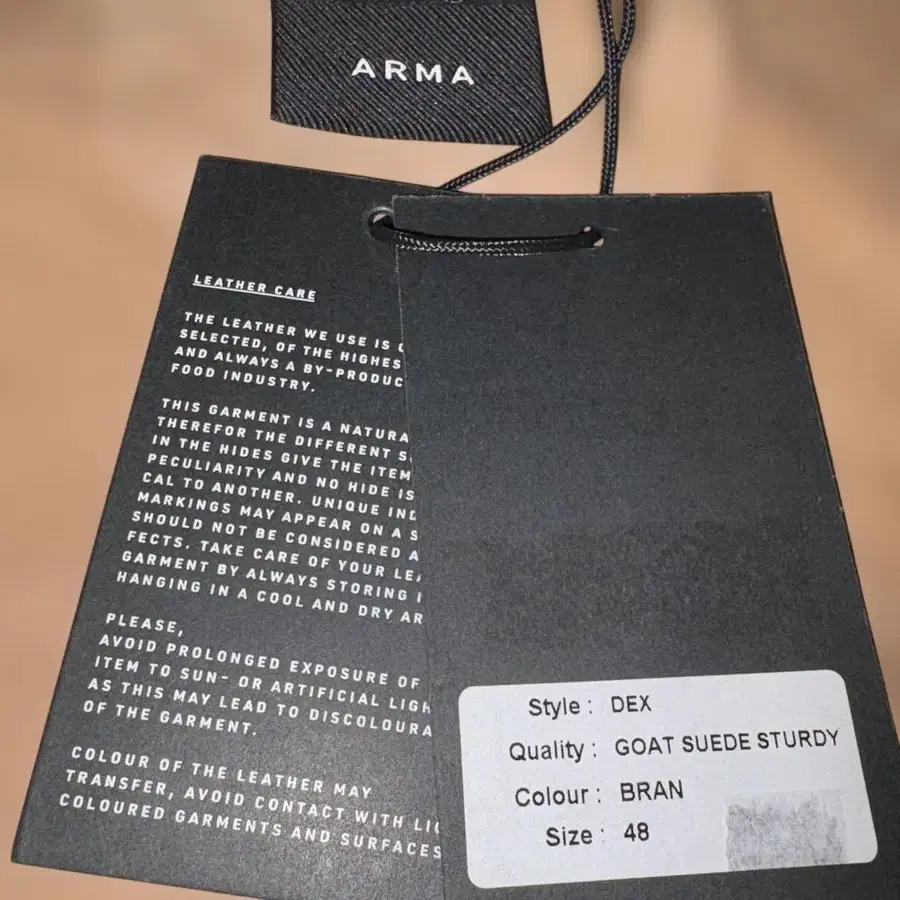 ARMA
LEATHER CARE
THE LEATHER WE USE IS
SELECTED, OF THE HIGHES
AND ALWAYS A BY-PRODUC
FOOD INDUSTRY.
THIS GARMENT IS A NATURA
THEREFOR THE DIFFERENT
IN THE HIDES GIVE THE ITEM
PECULIARITY AND NO HIDE IS
CAL TO ANOTHER. UNIQUE IND
MARKINGS MAY APPEAR ON A S
SHOULD NOT BE CONSIDERED A
FECTS. TAKE CARE OF YOUR LEA
GARMENT BY ALWAYS STORING I
HANGING IN A COOL AND DRY AR
PLEASE,
AVOID PROLONGED EXPOSURE OF
ITEM TO SUN- OR ARTIFICIAL LIGH
AS THIS MAY LEAD TO DISCOLOURA
OF THE GARMENT.
COLOUR OF THE LEATHER MAY
TRANSFER, AVOID CONTACT WITH LIG
COLOURED GARMENTS AND SURFACES
Style : DEX
Quality : GOAT SUEDE STURDY
Colour : BRAN
Size : 48